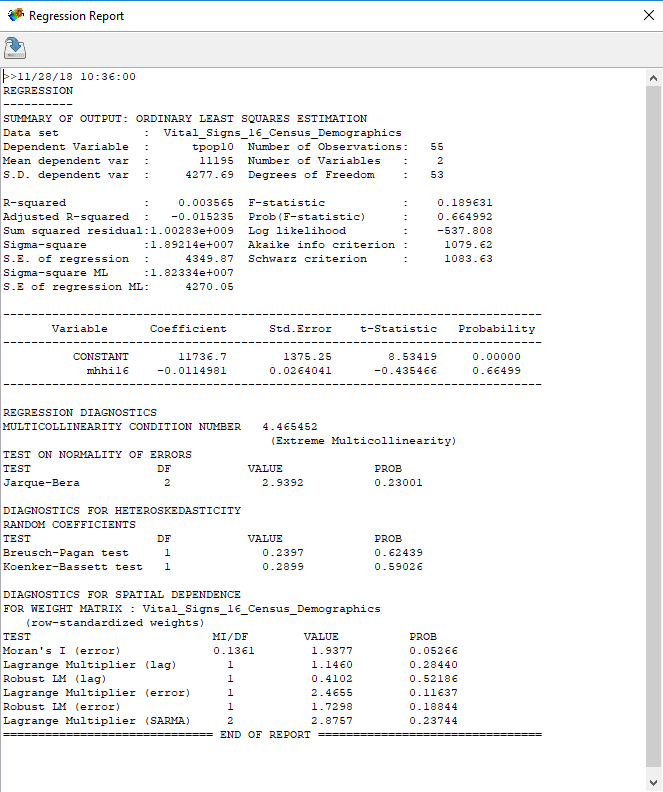 Regression Report
>>11/28/18 10:36:00
REGRESSION
----------
SUMMARY OF OUTPUT: ORDINARY LEAST SQUARES ESTIMATION
Data set            :  Vital_Signs_16_Census_Demographics
Dependent Variable  :       tpop10  Number of Observations:   55
Mean dependent var  :        11195  Number of Variables   :    2
S.D. dependent var  :      4277.69  Degrees of Freedom    :   53
R-squared           :     0.003565  F-statistic           :     0.189631
Adjusted R-squared  :    -0.015235  Prob(F-statistic)     :     0.664992
Sum squared residual:1.00283e+009  Log likelihood        :     -537.808
Sigma-square        :1.89214e+007  Akaike info criterion :      1079.62
S.E. of regression  :      4349.87  Schwarz criterion     :      1083.63
Sigma-square ML     :1.82334e+007
S.E of regression ML:      4270.05
-----------------------------------------------------------------------------
Variable      Coefficient      Std.Error    t-Statistic   Probability
-----------------------------------------------------------------------------
CONSTANT        11736.7        1375.25        8.53419     0.00000
mhhi16     -0.0114981      0.0264041      -0.435466     0.66499
-----------------------------------------------------------------------------
REGRESSION DIAGNOSTICS
MULTICOLLINEARITY CONDITION NUMBER   4.465452
(Extreme Multicollinearity)
TEST ON NORMALITY OF ERRORS
TEST                  DF           VALUE             PROB
Jarque-Bera            2            2.9392          0.23001
DIAGNOSTICS FOR HETEROSKEDASTICITY
RANDOM COEFFICIENTS
TEST                  DF           VALUE             PROB
Breusch-Pagan test     1            0.2397          0.62439
Koenker-Bassett test   1            0.2899          0.59026
DIAGNOSTICS FOR SPATIAL DEPENDENCE
FOR WEIGHT MATRIX : Vital_Signs_16_Census_Demographics
(row-standardized weights)
TEST                          MI/DF        VALUE          PROB
Moran's I (error)             0.1361        1.9377        0.05266
Lagrange Multiplier (lag)       1           1.1460        0.28440
Robust LM (lag)                 1           0.4102        0.52186
Lagrange Multiplier (error)     1           2.4655        0.11637
Robust LM (error)               1           1.7298        0.18844
Lagrange Multiplier (SARMA)     2           2.8757        0.23744
============================== END OF REPORT ================================